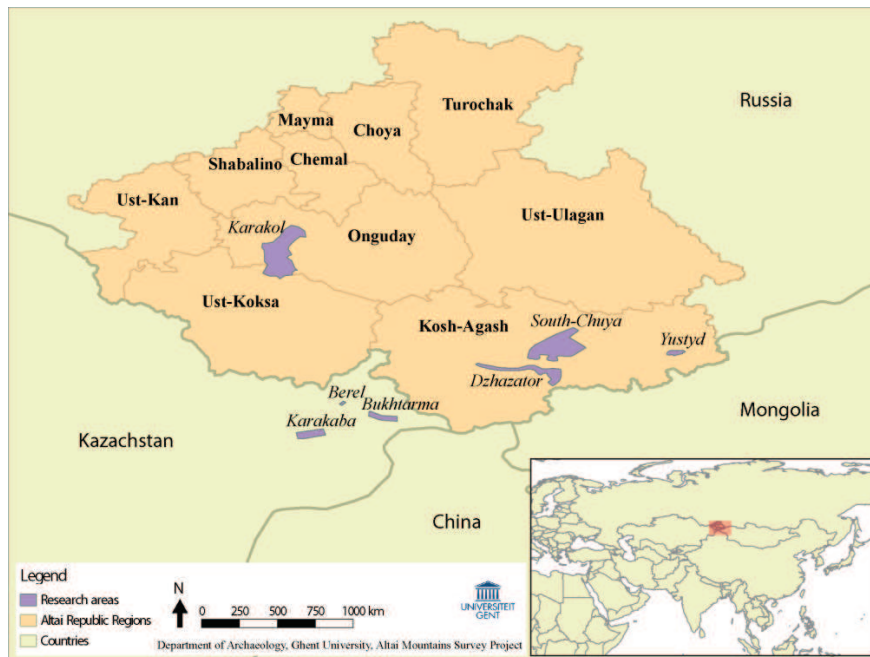 Russia
Turochak
Mayma
Choya
Shabalino
Chemal
Ust-Kan
Ust-Ulagan
Karakol
Onguday
Ust-Koksa
Kosh-Agash
South-Chuya
Yustyd
Dzhazator
Berel
Bukhtarma
Karakaba
Mongolia
Kazachstan
China
Legend
Research areas
Altai Republic Regions
Countries
N
0 250 500 750 1000 km
UNIVERSITEIT
GENT
Department of Archaeology, Ghent University, Altai Mountains Survey Project